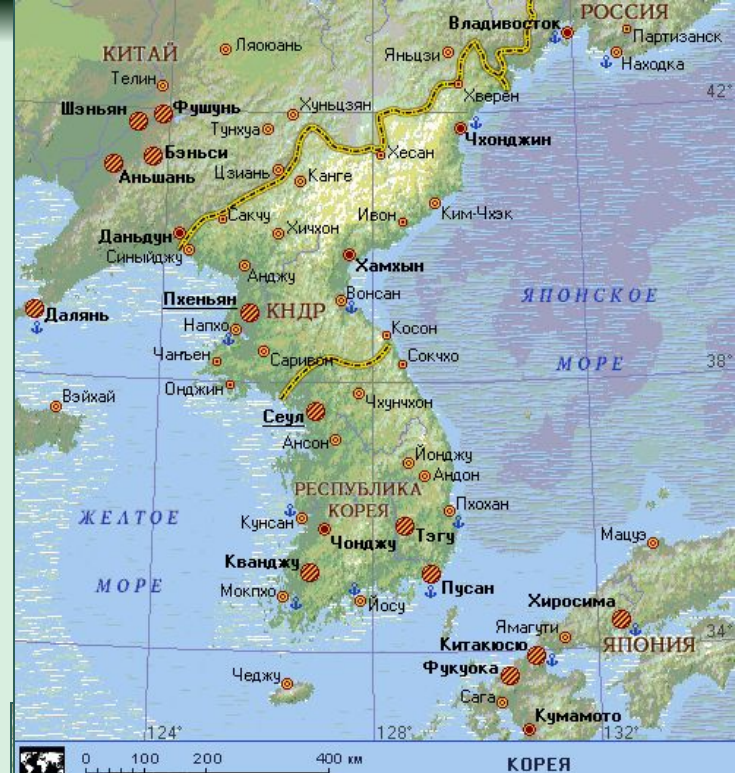 РОССИЯ
Владивосток
Партизанск
КИТАЙ
Ляоюань
Яньцзи
Находка
Телин
Хверён
42°
Шэньян
Фушунь
Хуньцзян
Тунхуа
Чхонджин
Бэньси
Хесан
Аньшань
Цзиань
Канге
Сакчу
Ивон
Ким-Чхэк
Даньдун
Хичхон
Синыйджу
Анджу
Хамхын
Пхеньян
Вонсан
ЯПОНСКОЕ
Далянь
КНДР
Напхо
Косон
Чанъен
Саривон
Сокчхо
МОРЕ
38°
Онджин
Вэйхай
Чхунчхон
Сеул
Ансон
Йонджу
Андон
РЕСПУБЛИКА
КОРЕЯ
Пхохан
ЖЕЛТОЕ
Кунсан
Чонджу
Тэгу
Мацуэ
Кванджу
МОРЕ
Пусан
Мокпхо
Йосу
Хиросима
Ямагути
34°
Китакюсю
ЯПОНИЯ
Чеджу
Фукуока
Сага
Кумамото
124°
128°
132°
0 100 200 400 км
КОРЕЯ